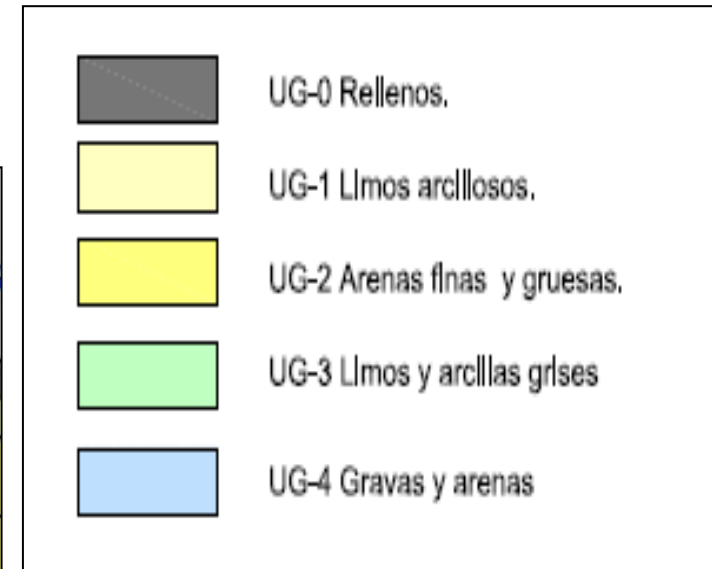 UG-0 Rellenos.
UG-1 Limos arcillosos.
UG-2 Arenas finas y gruesas.
UG-3 Limos y arcillas grises
UG-4 Gravas y arenas